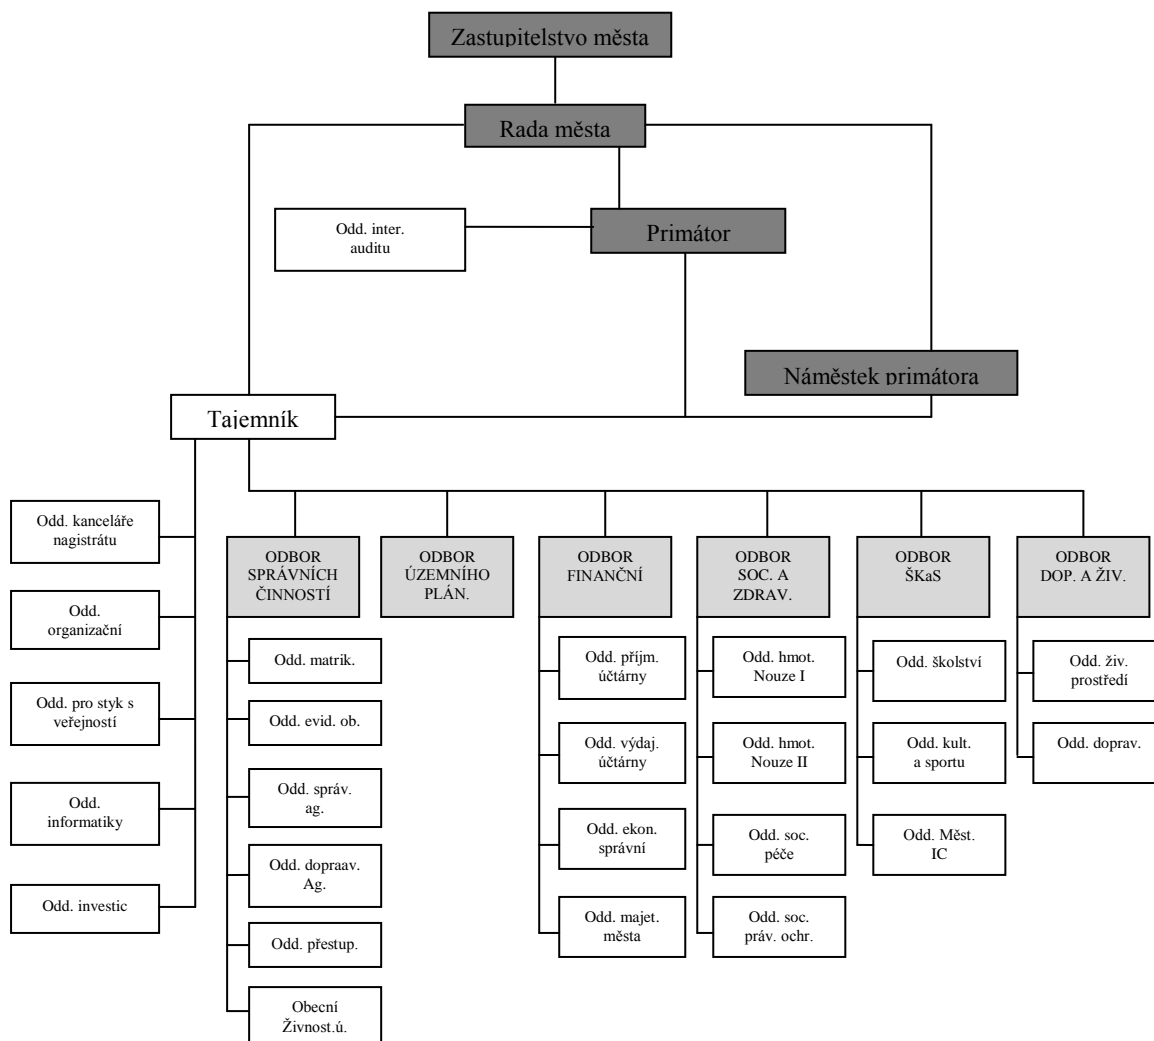 Zastupitelstvo města
Rada města
Odd. inter.
auditu
Primátor
Náměstek primátora
Tajemník
Odd. kanceláře
nagistrátu
Odd.
organizační
Odd. pro styk s
veřejností
Odd.
informatiky
Odd. investic
ODBOR
SPRÁVNÍCH
ČINNOSTÍ
Odd. matrik.
Odd. evid. ob.
Odd. správ.
ag.
Odd. dopraav.
Ag.
Odd. přestup.
Obecní
Živnost.ú.
ODBOR
ÚZEMNÍHO
PLÁN.
ODBOR
FINANČNÍ
Odd. příjm.
účtárny
Odd. výdaj.
účtárny
Odd. ekon.
správní
Odd. majet.
města
ODBOR
SOC. A
ZDRAV.
Odd. hmot.
Nouze I
Odd. hmot.
Nouze II
Odd. soc.
péče
Odd. soc.
práv. ochr.
ODBOR
ŠKaS
Odd. školství
Odd. kult.
a sportu
Odd. Měst.
IC
ODBOR
DOP. A ŽIV.
Odd. živ.
prostředí
Odd. doprav.